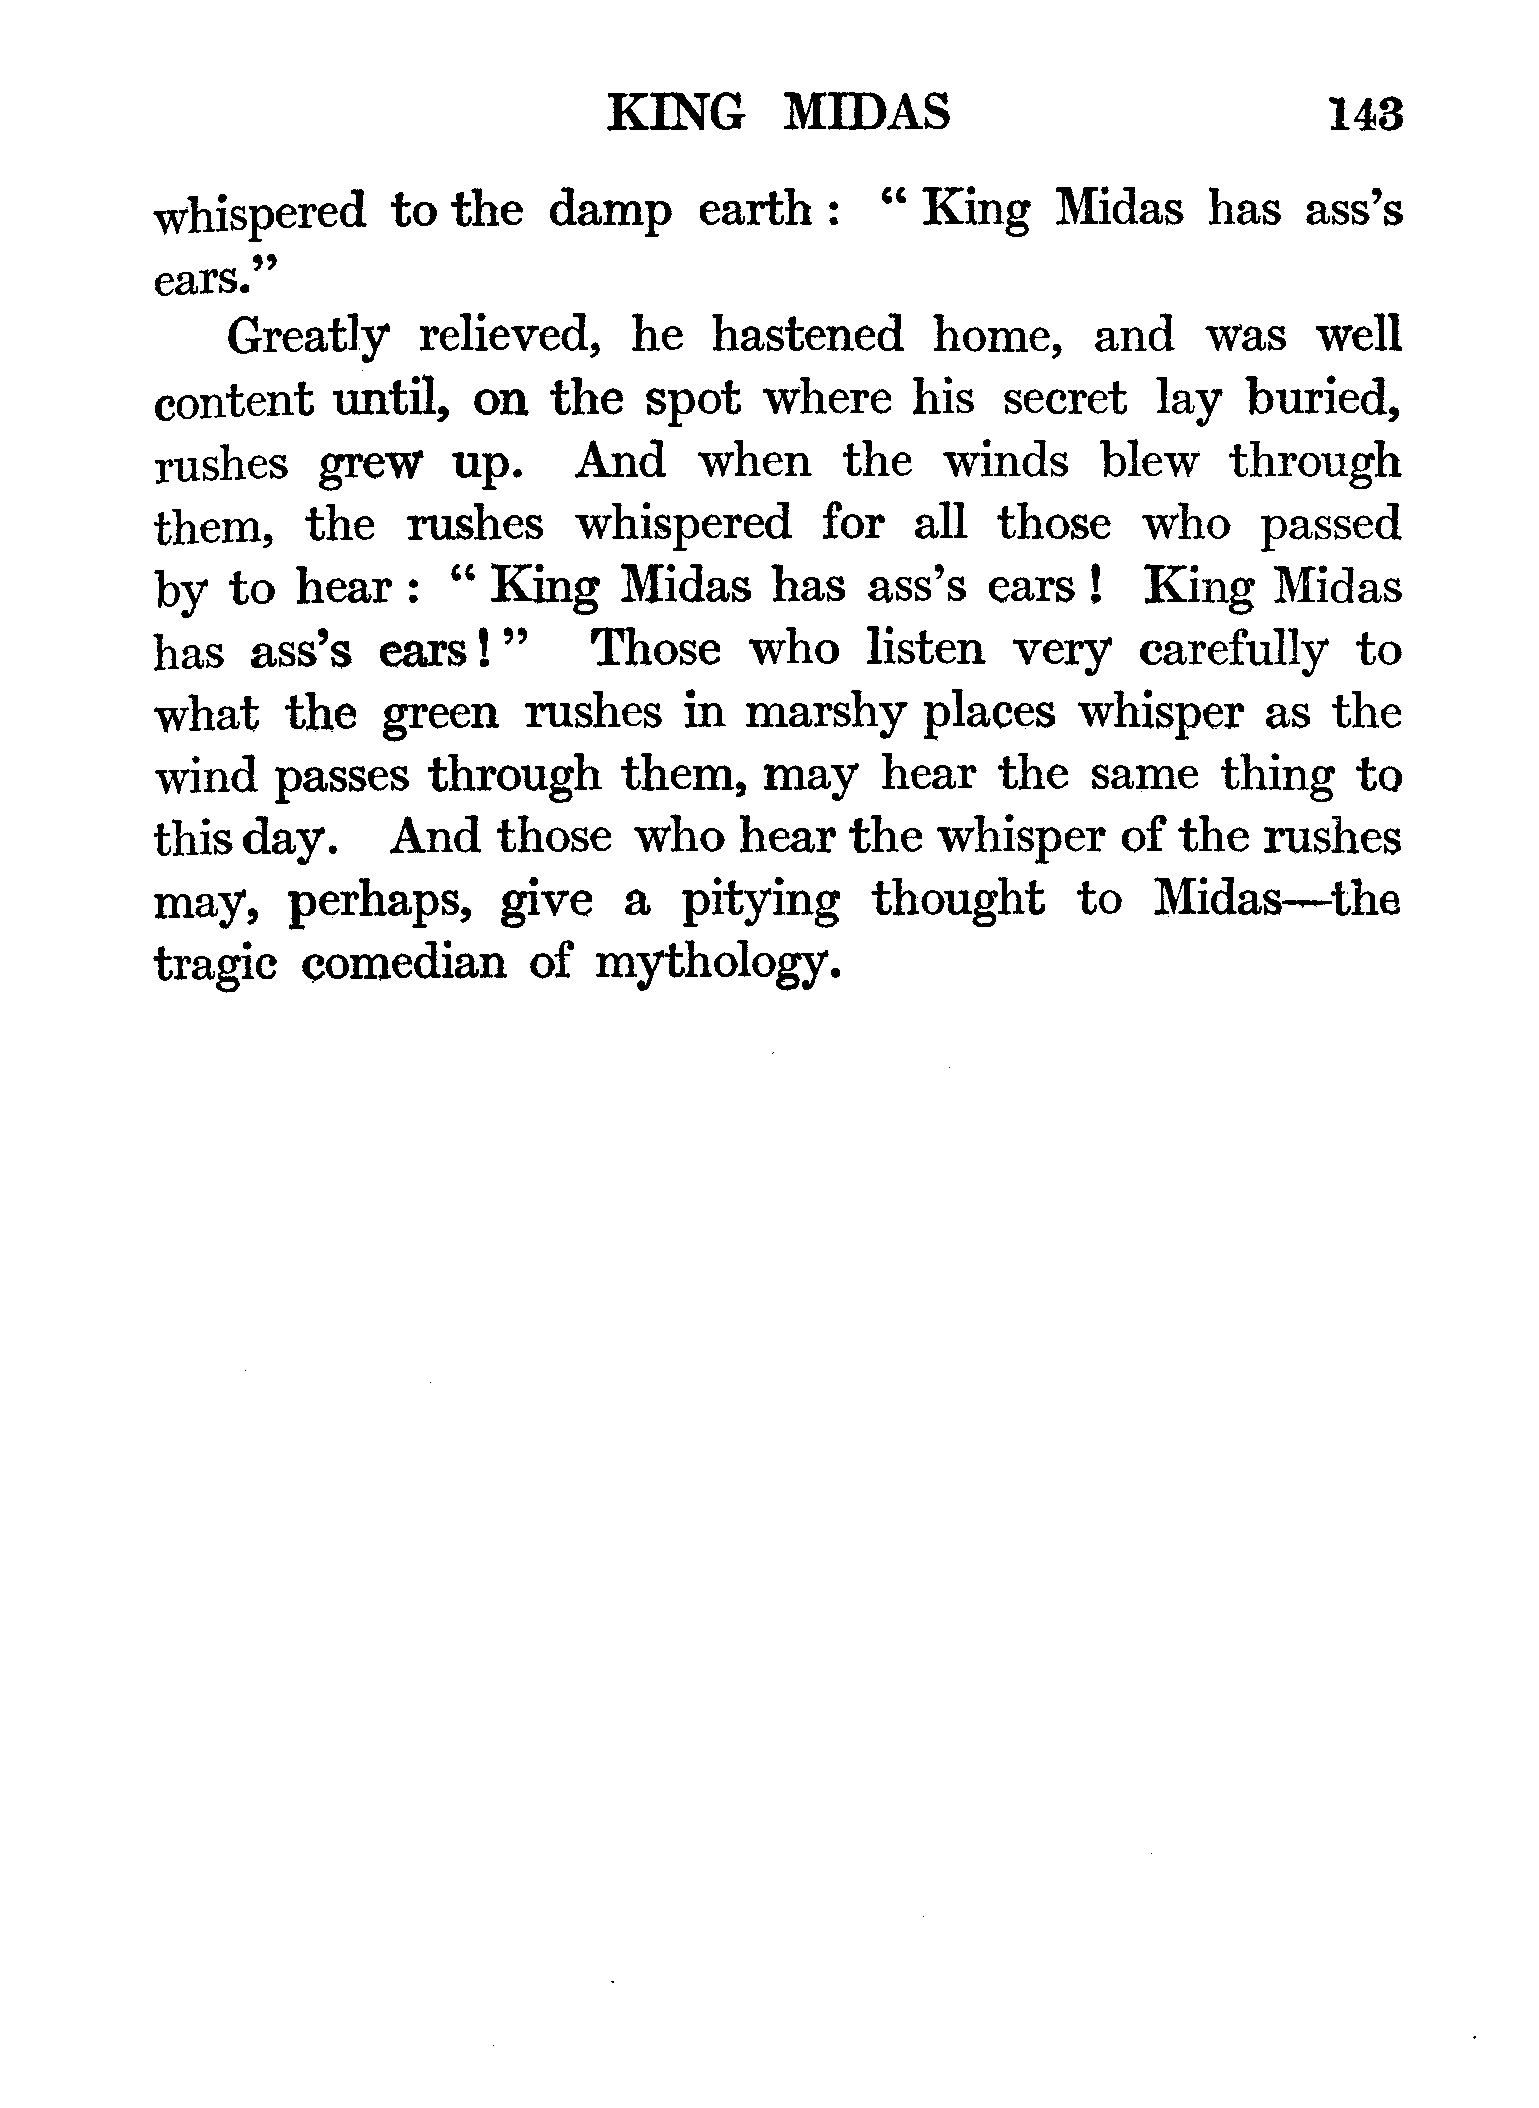 KING MIDAS 143
whispered to the damp earth : “ King Midas has ass’s
ears.”
Greatly relieved, he hastened home, and was well
content until, on the spot where his secret lay buried,
rushes grew up. And when the winds blew through
them, the rushes whispered for all those who passed
by to hear : “ King Midas has ass’s ears ! King Midas
has ass’s ears ! ” Those who listen very carefully to
what the green rushes in marshy places whisper as the
wind passes through them, may hear the same thing to
this day. And those who hear the whisper of the rushes
may, perhaps, give a pitying thought to Midas—the
tragic comedian of mythology.